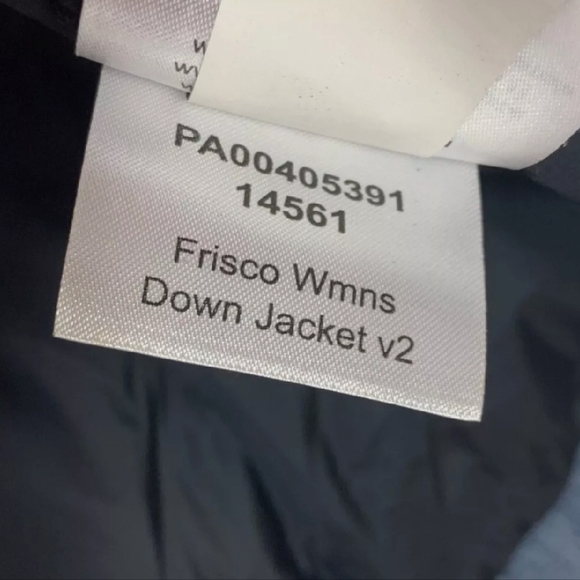 PA00405391
14561
Frisco Wmns
Down Jacket v2